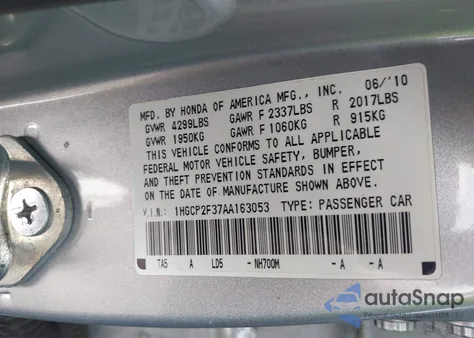 MFD. BY HONDA OF AMERICA MFG., INC. 06/'10
GVWR 4299LBS GAWR F 2337LBS R 2017LBS
GVWR 1950KG GAWR F 1060KG R 915KG
THIS VEHICLE CONFORMS TO ALL APPLICABLE
FEDERAL MOTOR VEHICLE SAFETY, BUMPER,
AND THEFT PREVENTION STANDARDS IN EFFECT
ON THE DATE OF MANUFACTURE SHOWN ABOVE.
V.I.N.: 1HGCP2F37AA163053 TYPE: PASSENGER CAR
TA5 A LD5 -NH700M -A -A
autoSnap